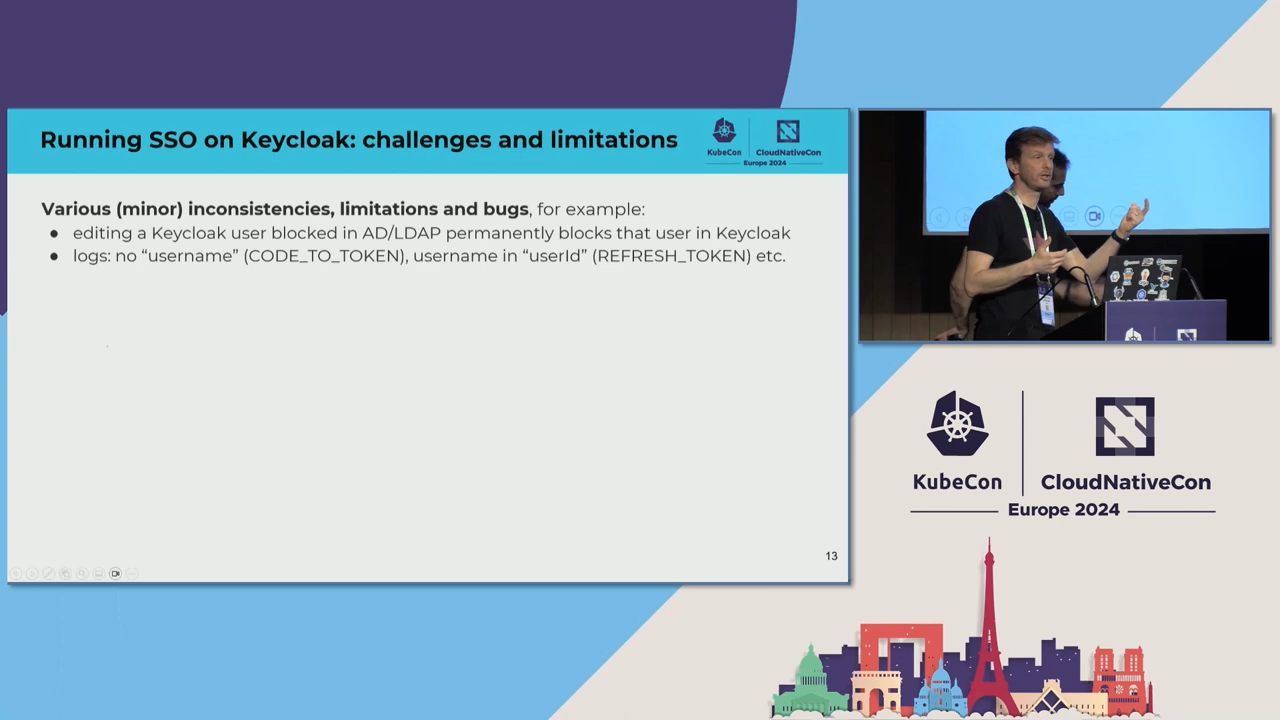 Running SSO on Keycloak: challenges and limitations
KubeCon
CloudNativeCon
Europe 2024
Various (minor) inconsistencies, limitations and bugs, for example:
● editing a Keycloak user blocked in AD/LDAP permanently blocks that user in Keycloak
● logs: no “username” (CODE_TO_TOKEN), username in “userId” (REFRESH_TOKEN) etc.
13
KubeCon
CloudNativeCon
Europe 2024